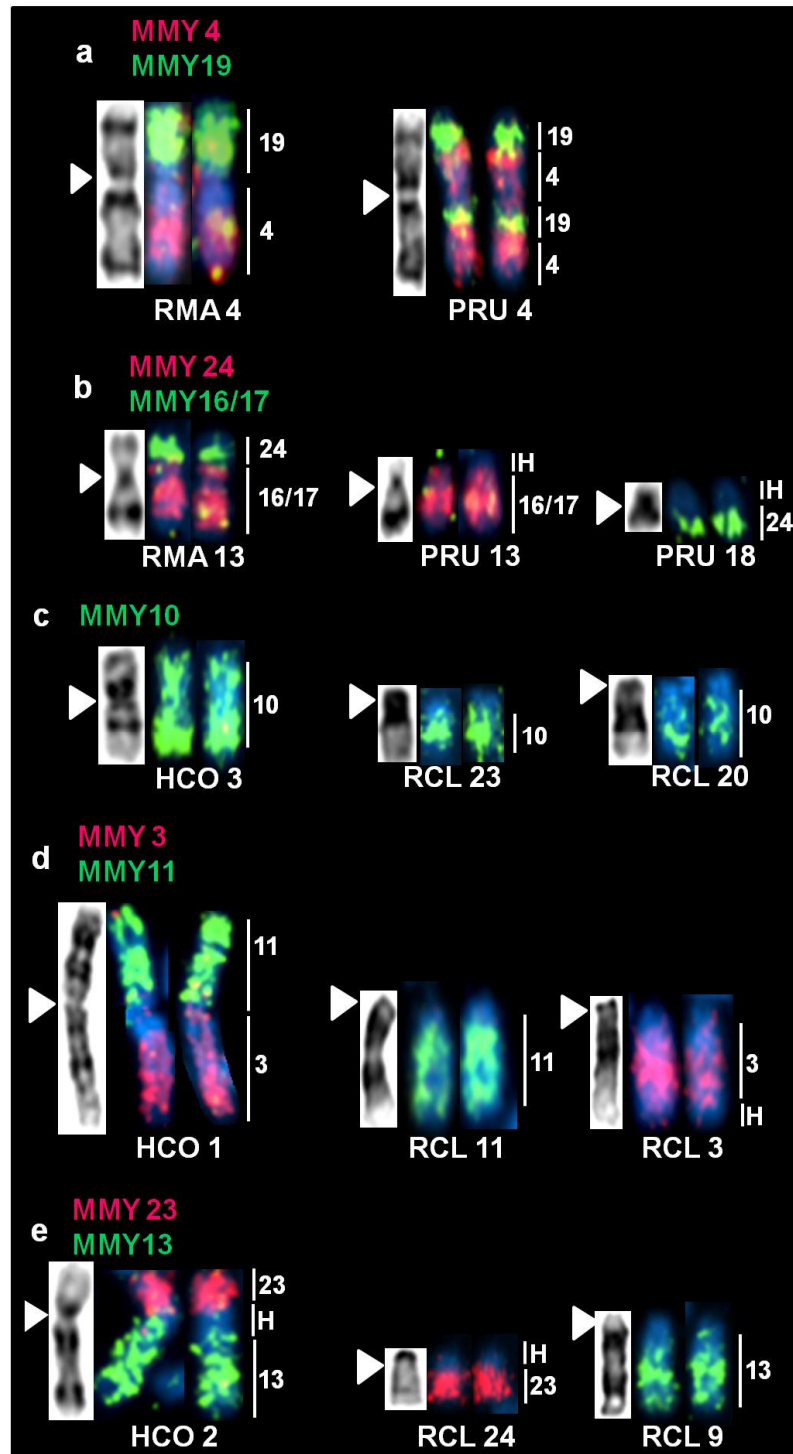 a
MMY 4
MMY19
19
4
RMA 4
19
4
19
4
PRU 4
b
MMY 24
MMY16/17
24
16/17
RMA 13
H
16/17
PRU 13
H
24
PRU 18
c
MMY10
10
HCO 3
10
RCL 23
10
RCL 20
d
MMY 3
MMY11
11
3
HCO 1
11
RCL 11
3
H
RCL 3
e
MMY 23
MMY13
23
H
13
HCO 2
H
23
RCL 24
13
RCL 9